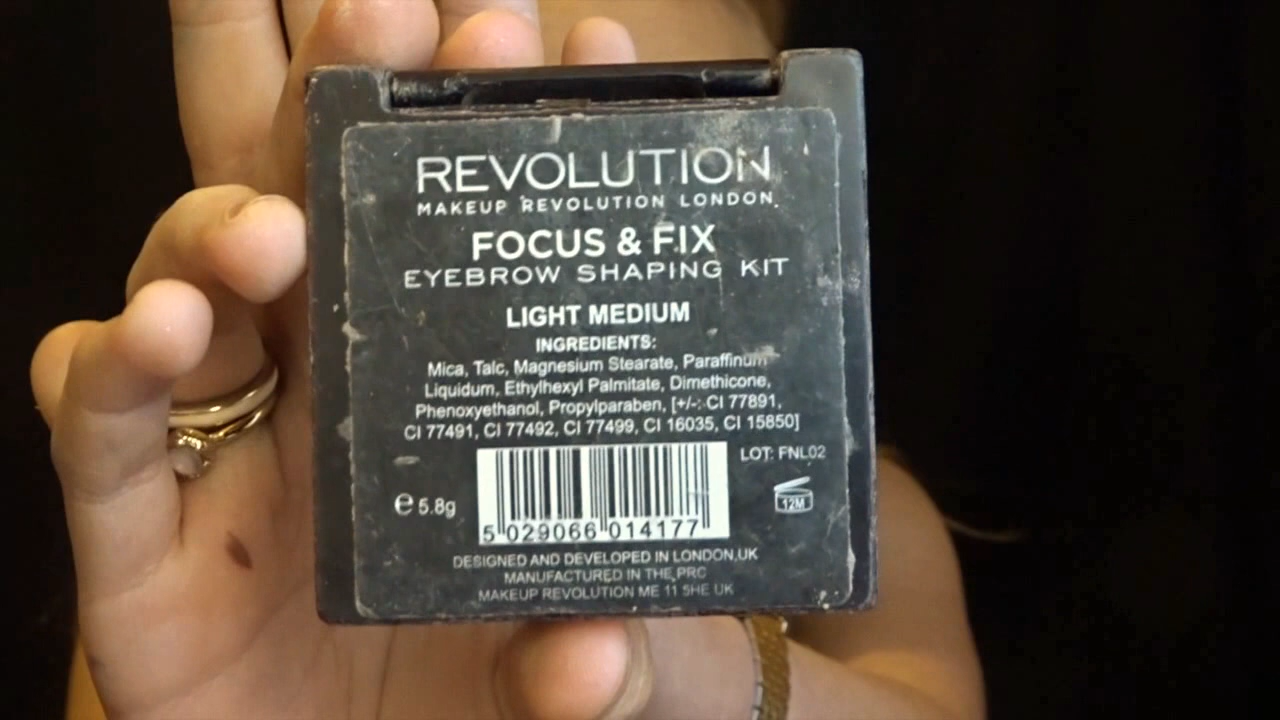 REVOLUTION
MAKEUP REVOLUTION LONDON.
FOCUS & FIX
EYEBROW SHAPING KIT
LIGHT MEDIUM
INGREDIENTS:
Mica, Talc, Magnesium Stearate, Paraffinum
Liquidum, Ethylhexyl Palmitate, Dimethicone,
Phenoxyethanol, Propylparaben, [+/-: CI 77891,
CI 77491, CI 77492, CI 77499, CI 16035, CI 15850]
LOT: FNL02
℮ 5.8g
12M
5 029066 014177
DESIGNED AND DEVELOPED IN LONDON,UK
MANUFACTURED IN THE PRC
MAKEUP REVOLUTION ME 11 5HE UK